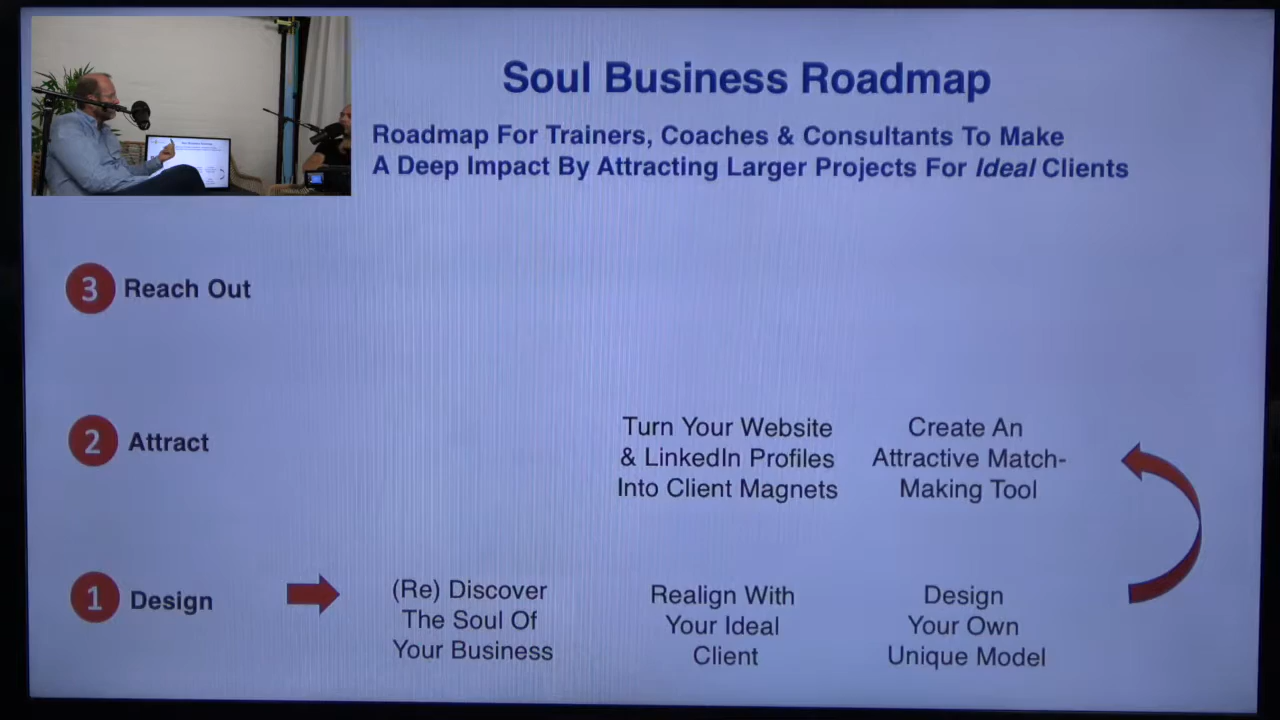 Soul Business Roadmap
Roadmap For Trainers, Coaches & Consultants To Make
A Deep Impact By Attracting Larger Projects For Ideal Clients
3 Reach Out
2 Attract
Turn Your Website
& LinkedIn Profiles
Into Client Magnets
Create An
Attractive Match-
Making Tool
1 Design
(Re) Discover
The Soul Of
Your Business
Realign With
Your Ideal
Client
Design
Your Own
Unique Model